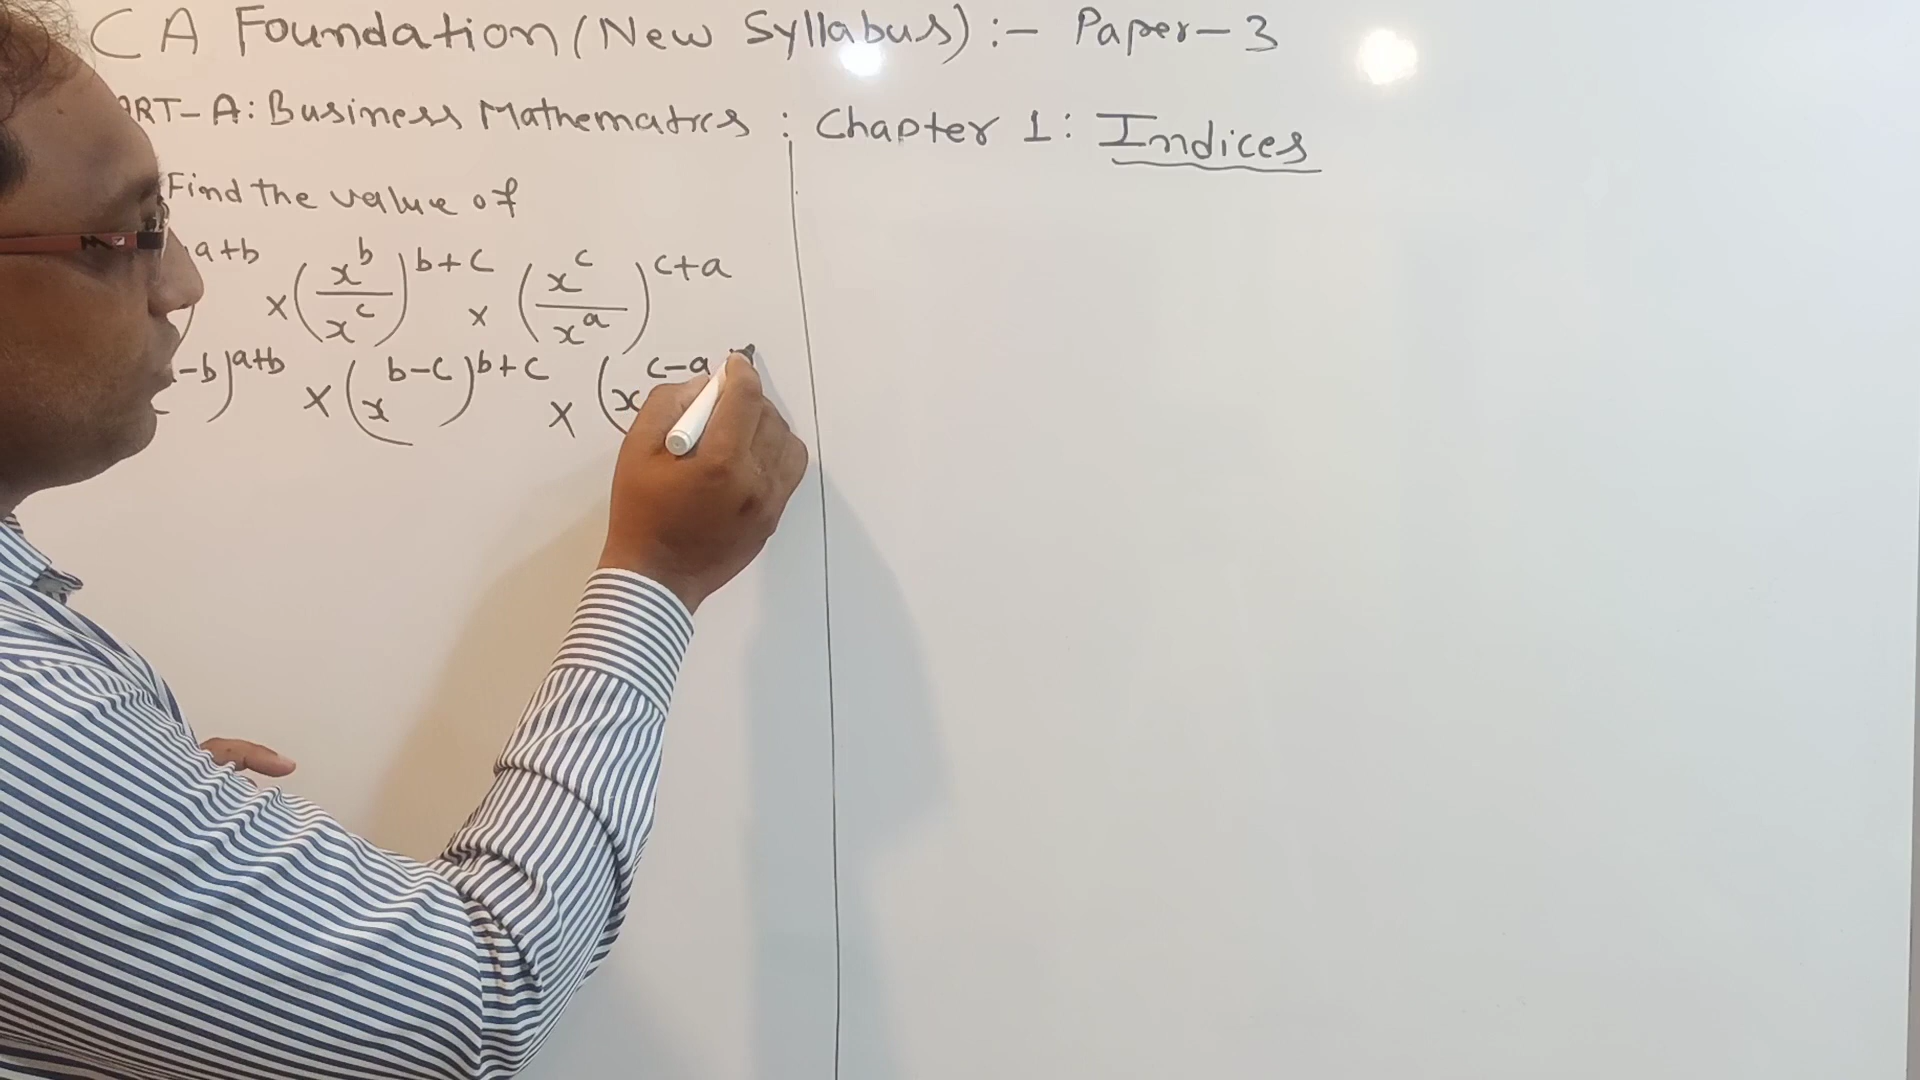 CA Foundation (New Syllabus) :- Paper-3
ART-A: Business Mathematics : Chapter 1: Indices
Find the value of
a+b × (x^b/x^c)^b+c × (x^c/x^a)^c+a
-b)^a+b × (x^b-c)^b+c × (x^c-a